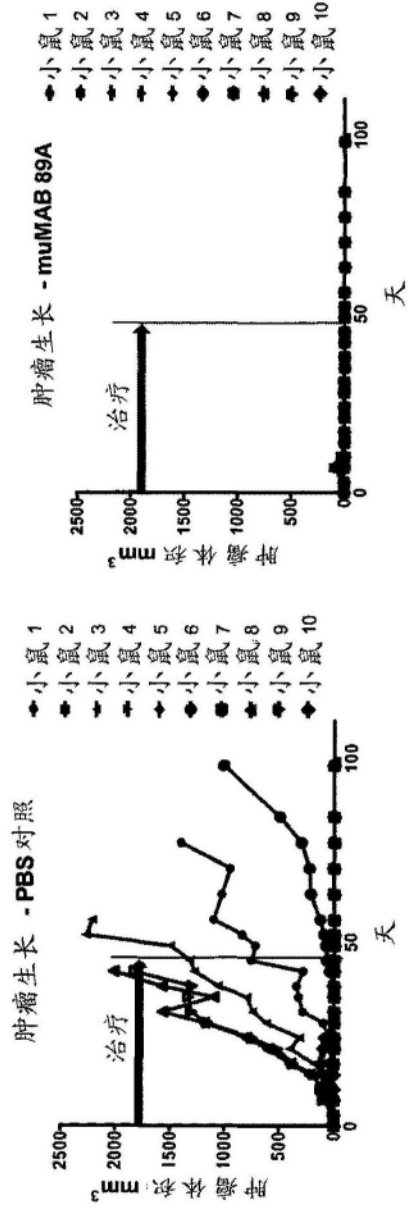 肿瘤生长 - PBS 对照
小鼠 1
小鼠 2
小鼠 3
小鼠 4
小鼠 5
小鼠 6
小鼠 7
小鼠 8
小鼠 9
小鼠 10
治疗
肿瘤体积 mm³
2500
2000
1500
1000
500
0
0
50
100
天
肿瘤生长 - muMAB 89A
小鼠 1
小鼠 2
小鼠 3
小鼠 4
小鼠 5
小鼠 6
小鼠 7
小鼠 8
小鼠 9
小鼠 10
治疗
肿瘤体积 mm³
2500
2000
1500
1000
500
0
0
50
100
天